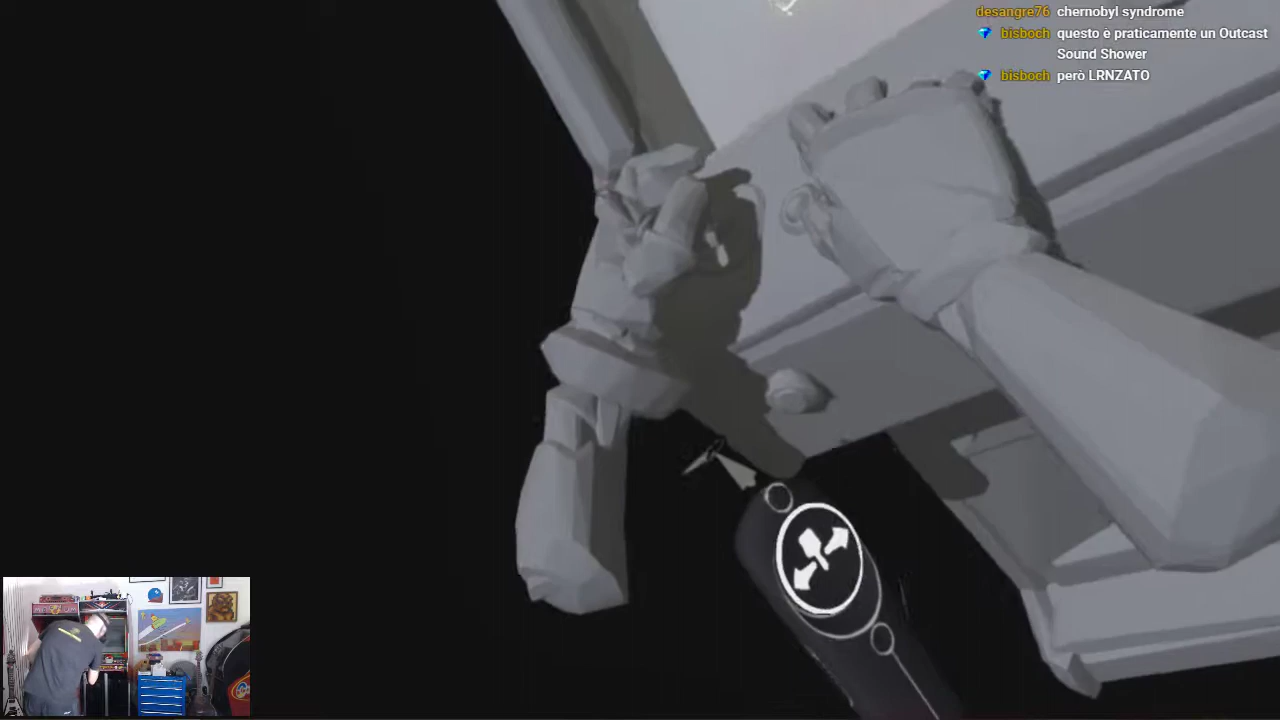 desangre76 chernobyl syndrome
bisboch questo è praticamente un Outcast
Sound Shower
bisboch però LRNZATO